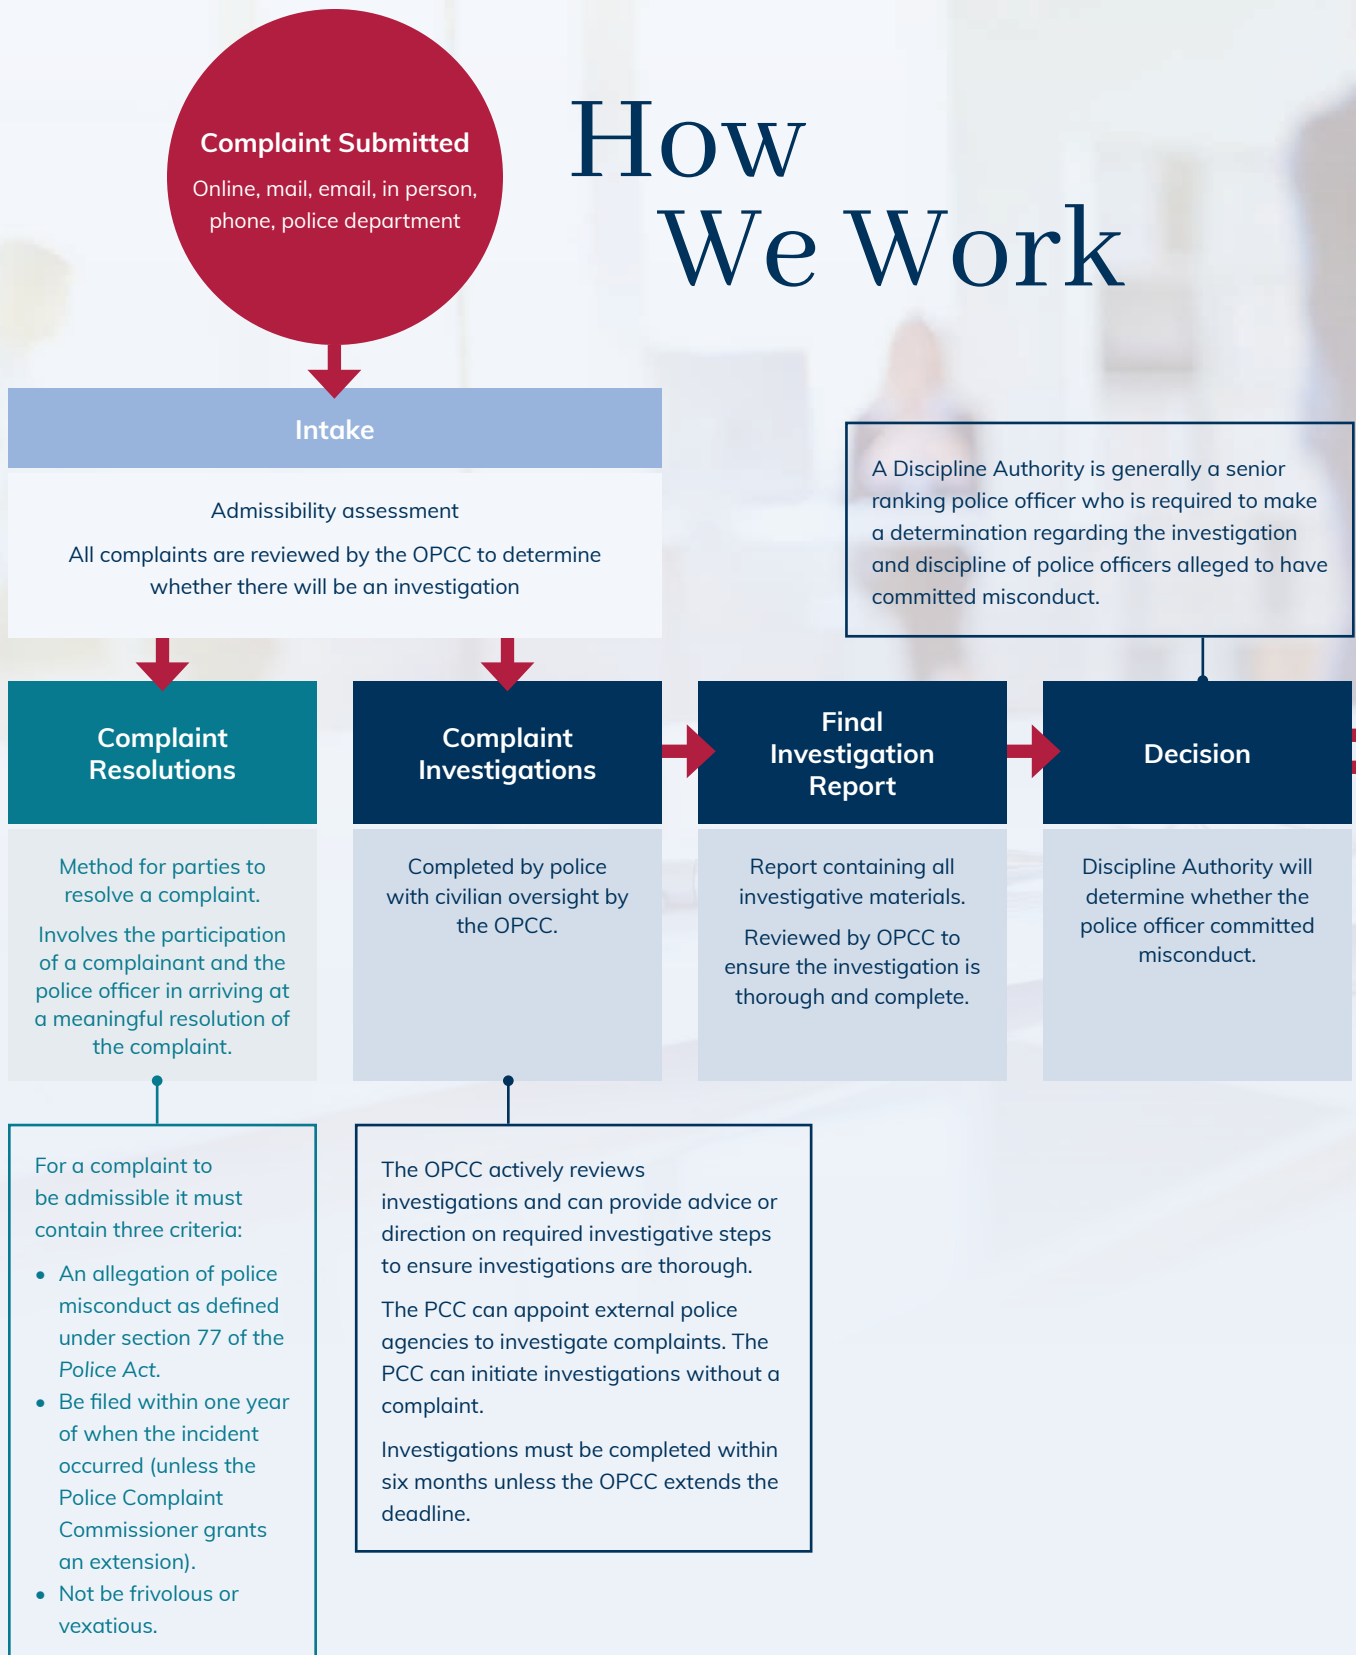 Complaint Submitted
Online, mail, email, in person,
phone, police department
How
We Work
Intake
Admissibility assessment
All complaints are reviewed by the OPCC to determine
whether there will be an investigation
A Discipline Authority is generally a senior
ranking police officer who is required to make
a determination regarding the investigation
and discipline of police officers alleged to have
committed misconduct.
Complaint
Resolutions
Method for parties to
resolve a complaint.
Involves the participation
of a complainant and the
police officer in arriving at
a meaningful resolution of
the complaint.
Complaint
Investigations
Completed by police
with civilian oversight by
the OPCC.
Final
Investigation
Report
Report containing all
investigative materials.
Reviewed by OPCC to
ensure the investigation is
thorough and complete.
Decision
Discipline Authority will
determine whether the
police officer committed
misconduct.
For a complaint to
be admissible it must
contain three criteria:
• An allegation of police
misconduct as defined
under section 77 of the
Police Act.
• Be filed within one year
of when the incident
occurred (unless the
Police Complaint
Commissioner grants
an extension).
• Not be frivolous or
vexatious.
The OPCC actively reviews
investigations and can provide advice or
direction on required investigative steps
to ensure investigations are thorough.
The PCC can appoint external police
agencies to investigate complaints. The
PCC can initiate investigations without a
complaint.
Investigations must be completed within
six months unless the OPCC extends the
deadline.